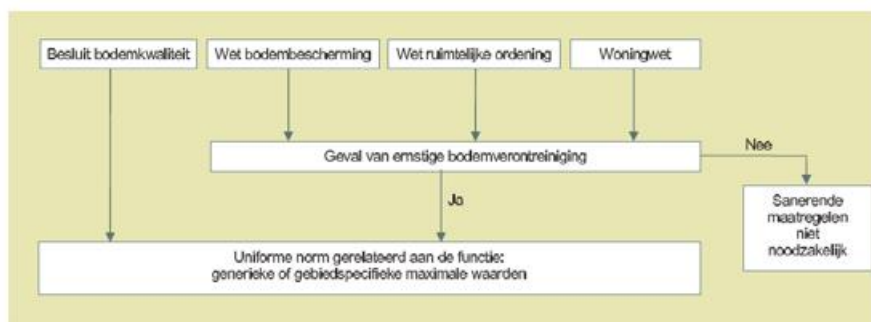 Besluit bodemkwaliteit
Wet bodembescherming
Wet ruimtelijke ordening
Woningwet
Geval van ernstige bodemverontreiniging
Nee
Ja
Sanerende
maatregelen
niet
noodzakelijk
Uniforme norm gerelateerd aan de functie:
generieke of gebiedspecifieke maximale waarden